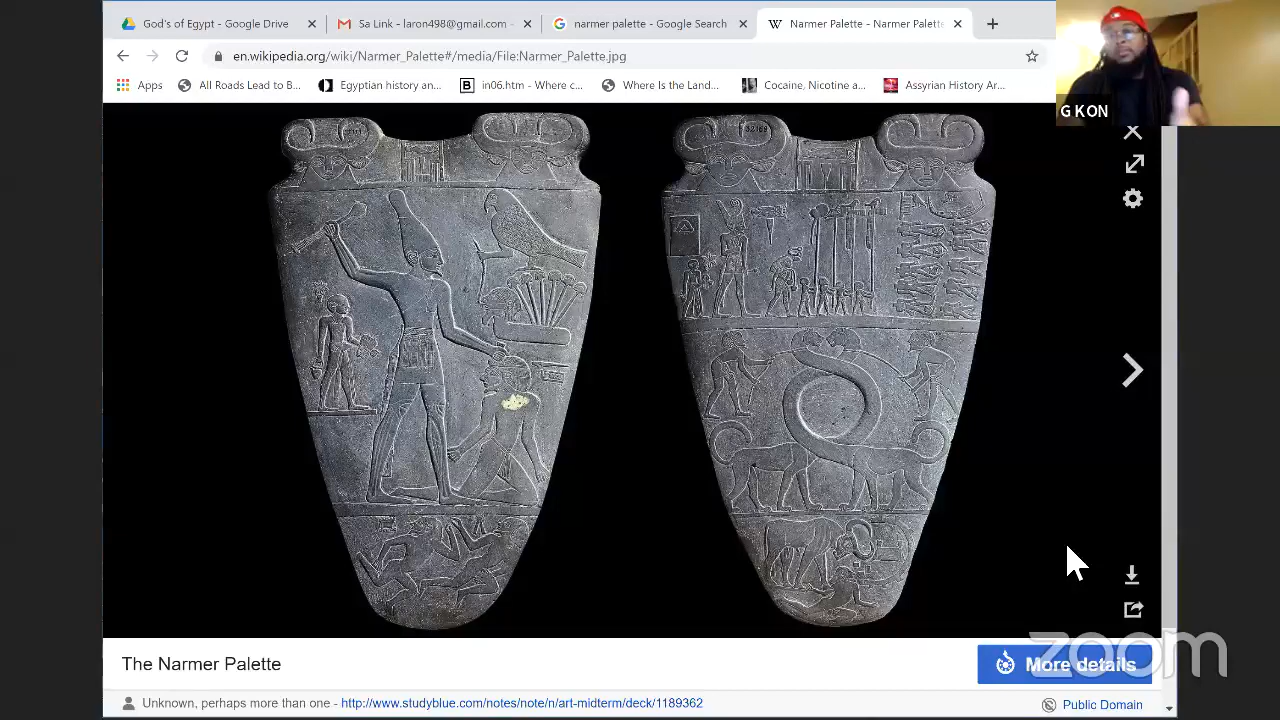 God's of Egypt - Google Drive
Sa Link - laron498@gmail.com -
narmer palette - Google Search
Narmer Palette - Narmer Palette
en.wikipedia.org/wiki/Narmer_Palette#/media/File:Narmer_Palette.jpg
Apps
All Roads Lead to B...
Egyptian history an...
in06.htm - Where c...
Where Is the Land...
Cocaine, Nicotine a...
Assyrian History Ar...
G KON
The Narmer Palette
More details
zoom
Unknown, perhaps more than one - http://www.studyblue.com/notes/note/n/art-midterm/deck/1189362
Public Domain